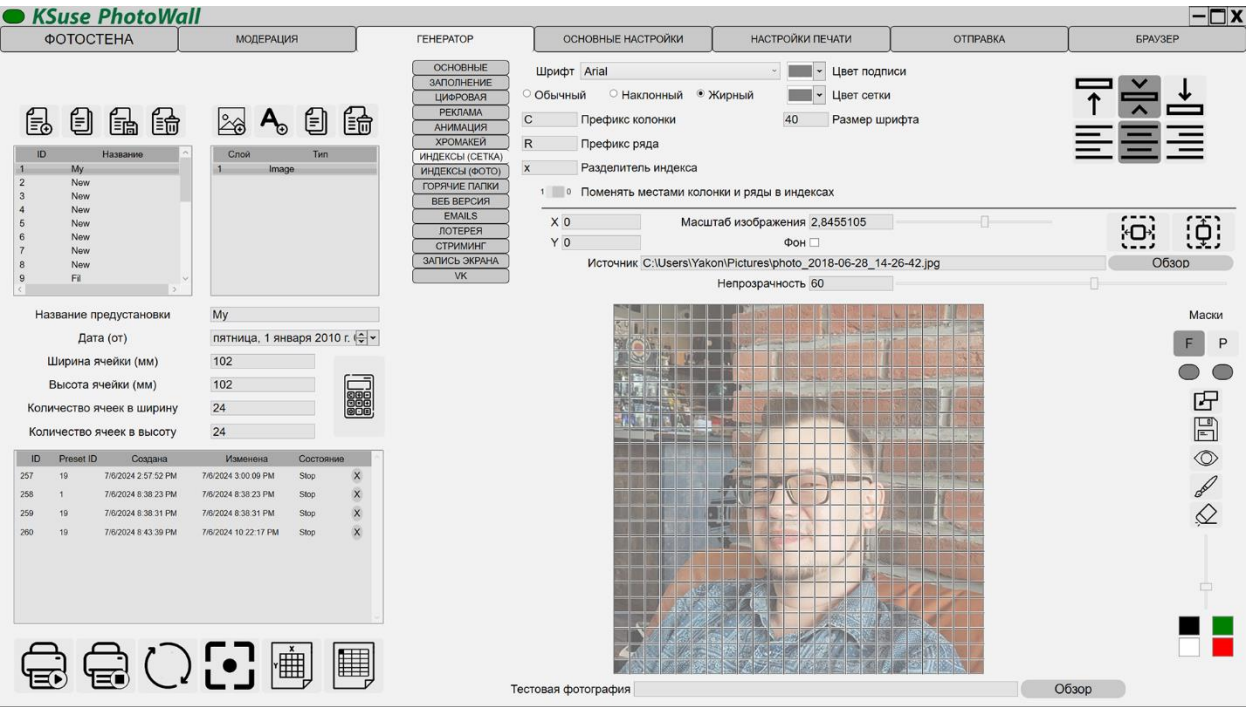 KSuse PhotoWall
ФОТОСТЕНА МОДЕРАЦИЯ ГЕНЕРАТОР ОСНОВНЫЕ НАСТРОЙКИ НАСТРОЙКИ ПЕЧАТИ ОТПРАВКА БРАУЗЕР
ID Название
1 My
2 New
3 New
4 New
5 New
6 New
7 New
8 New
9 Fil
Слой Тип
1 Image
Название предустановки My
Дата (от) пятница, 1 января 2010 г.
Ширина ячейки (мм) 102
Высота ячейки (мм) 102
Количество ячеек в ширину 24
Количество ячеек в высоту 24
ID Preset ID Создана Изменена Состояние
257 19 7/6/2024 2:57:52 PM 7/6/2024 3:00:09 PM Stop X
258 1 7/6/2024 8:38:23 PM 7/6/2024 8:38:23 PM Stop X
259 19 7/6/2024 8:38:31 PM 7/6/2024 8:38:31 PM Stop X
260 19 7/6/2024 8:43:39 PM 7/6/2024 10:22:17 PM Stop X
X
Y
ОСНОВНЫЕ
ЗАПОЛНЕНИЕ
ЦИФРОВАЯ
РЕКЛАМА
АНИМАЦИЯ
ХРОМАКЕЙ
ИНДЕКСЫ (СЕТКА)
ИНДЕКСЫ (ФОТО)
ГОРЯЧИЕ ПАПКИ
ВЕБ ВЕРСИЯ
EMAILS
ЛОТЕРЕЯ
СТРИМИНГ
ЗАПИСЬ ЭКРАНА
VK
Шрифт Arial Цвет подписи
Обычный Наклонный Жирный Цвет сетки
C Префикс колонки 40 Размер шрифта
R Префикс ряда
x Разделитель индекса
1 0 Поменять местами колонки и ряды в индексах
X 0 Масштаб изображения 2,8455105
Y 0 Фон
Источник C:\Users\Yakon\Pictures\photo_2018-06-28_14-26-42.jpg Обзор
Непрозрачность 60
Маски
F P
Тестовая фотография Обзор